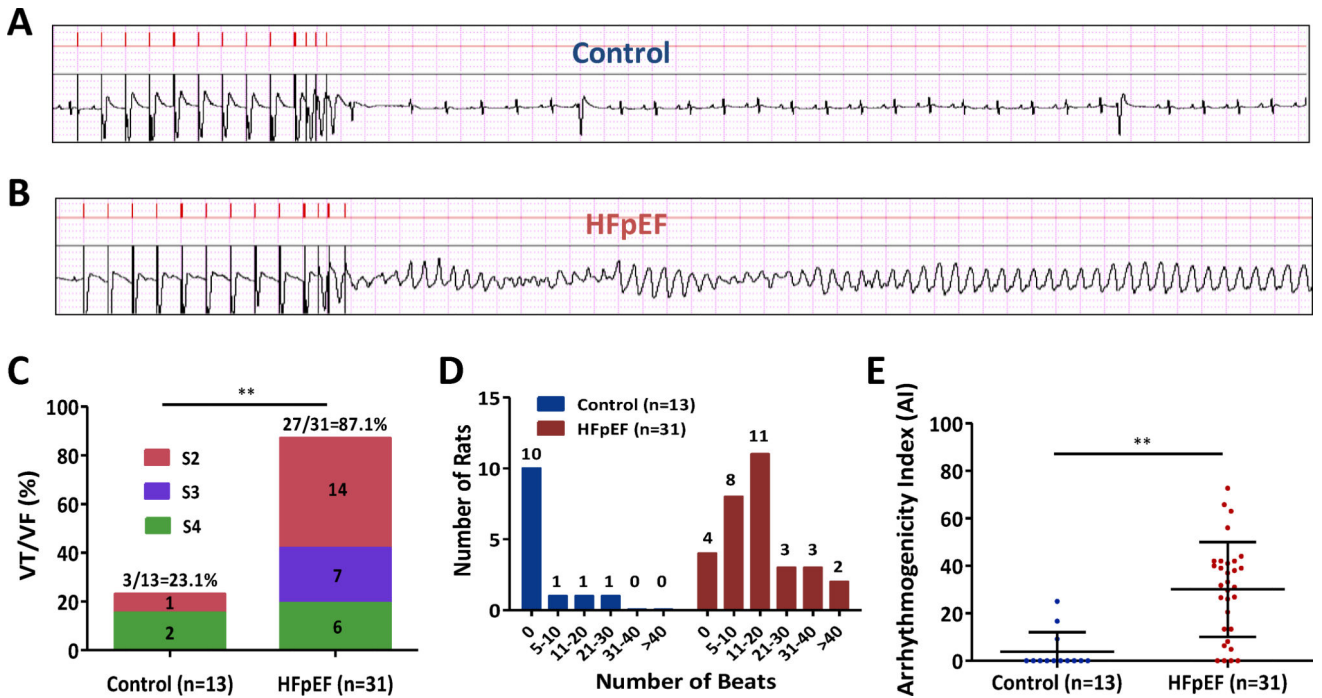 A
Control
B
HFpEF
C
**
VT/VF (%)
100
80
60
40
20
0
S2
S3
S4
3/13=23.1%
1
2
27/31=87.1%
14
7
6
Control (n=13)
HFpEF (n=31)
D
Number of Rats
15
10
5
0
Control (n=13)
HFpEF (n=31)
10
1
1
1
0
0
4
8
11
3
3
2
0
5-10
11-20
21-30
31-40
>40
0
5-10
11-20
21-30
31-40
>40
Number of Beats
E
Arrhythmogenicity Index (AI)
100
80
60
40
20
0
**
Control (n=13)
HFpEF (n=31)